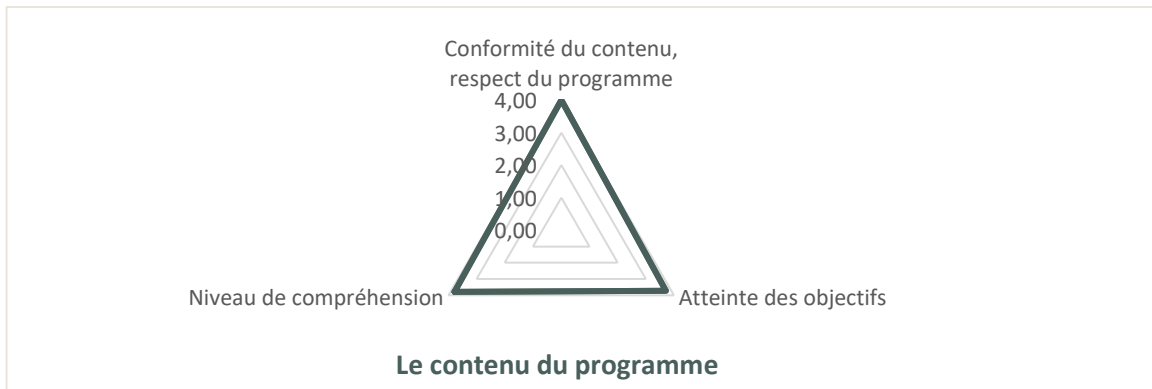 Conformité du contenu,
respect du programme
4,00
3,00
2,00
1,00
0,00
Niveau de compréhension
Atteinte des objectifs
Le contenu du programme